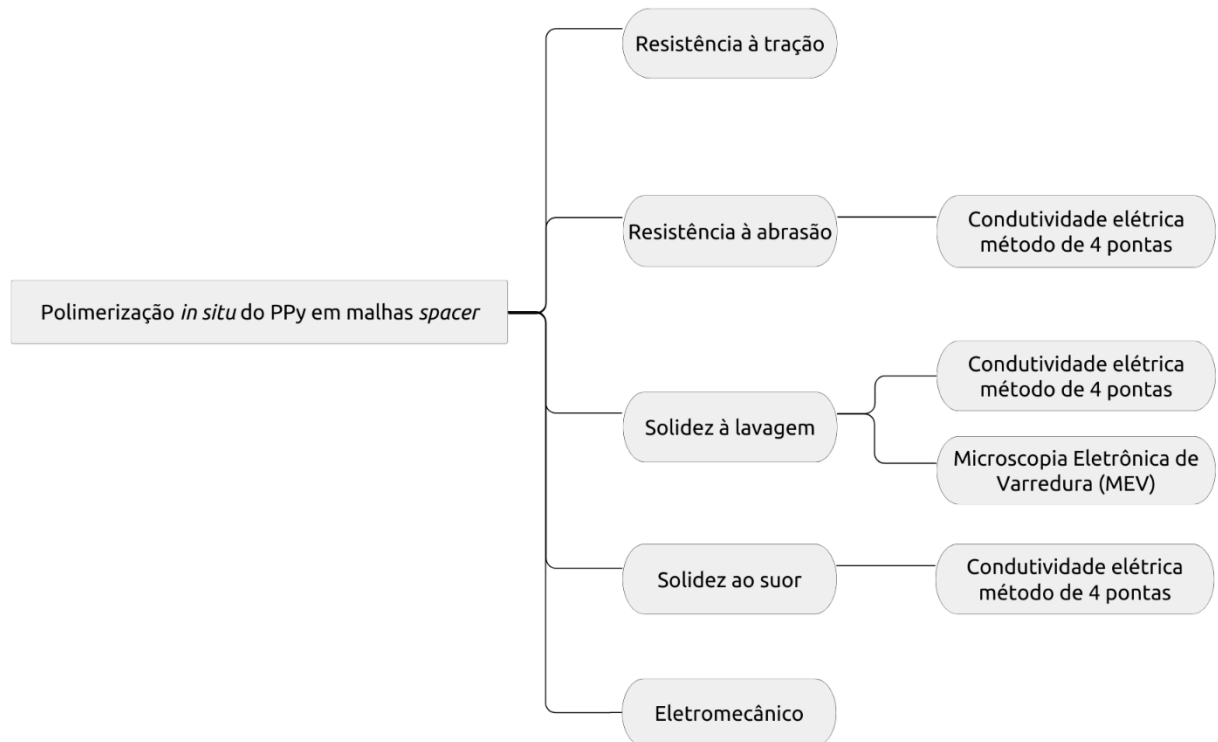 Polimerização in situ do PPy em malhas spacer
Resistência à tração
Resistência à abrasão
Condutividade elétrica
método de 4 pontas
Solidez à lavagem
Condutividade elétrica
método de 4 pontas
Microscopia Eletrônica de
Varredura (MEV)
Solidez ao suor
Condutividade elétrica
método de 4 pontas
Eletromecânico